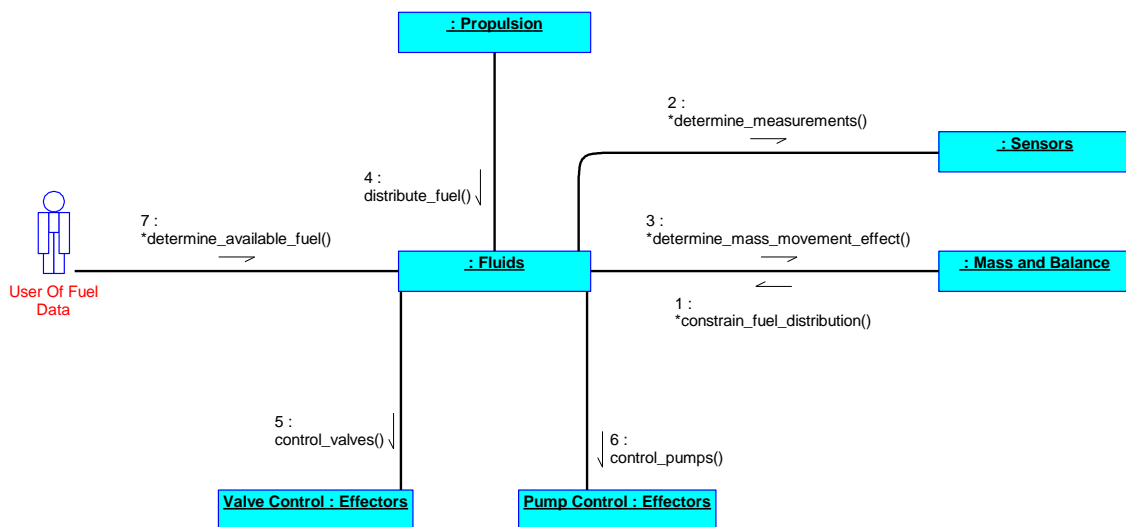 : Propulsion
2 :
*determine_measurements()
: Sensors
4 :
distribute_fuel()
7 :
*determine_available_fuel()
3 :
*determine_mass_movement_effect()
: Fluids
: Mass and Balance
User Of Fuel
Data
1 :
*constrain_fuel_distribution()
5 :
control_valves()
6 :
control_pumps()
Valve Control : Effectors
Pump Control : Effectors